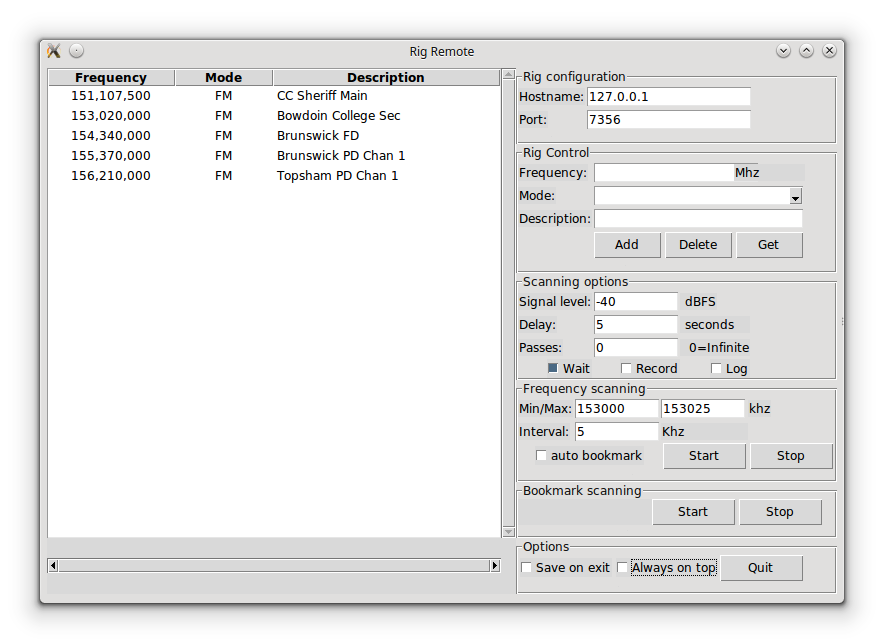 Rig Remote
Frequency Mode Description
151,107,500 FM CC Sheriff Main
153,020,000 FM Bowdoin College Sec
154,340,000 FM Brunswick FD
155,370,000 FM Brunswick PD Chan 1
156,210,000 FM Topsham PD Chan 1
Rig configuration
Hostname: 127.0.0.1
Port: 7356
Rig Control
Frequency: Mhz
Mode:
Description:
Add Delete Get
Scanning options
Signal level: -40 dBFS
Delay: 5 seconds
Passes: 0 0=Infinite
Wait Record Log
Frequency scanning
Min/Max: 153000 153025 khz
Interval: 5 Khz
auto bookmark Start Stop
Bookmark scanning
Start Stop
Options
Save on exit Always on top Quit